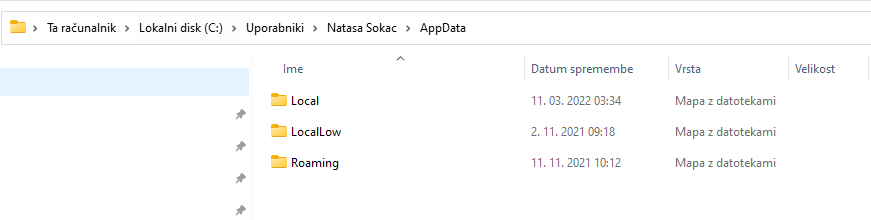 Ta računalnik > Lokalni disk (C:) > Uporabniki > Natasa Sokac > AppData
Ime Datum spremembe Vrsta Velikost
Local 11. 03. 2022 03:34 Mapa z datotekami
LocalLow 2. 11. 2021 09:18 Mapa z datotekami
Roaming 11. 11. 2021 10:12 Mapa z datotekami